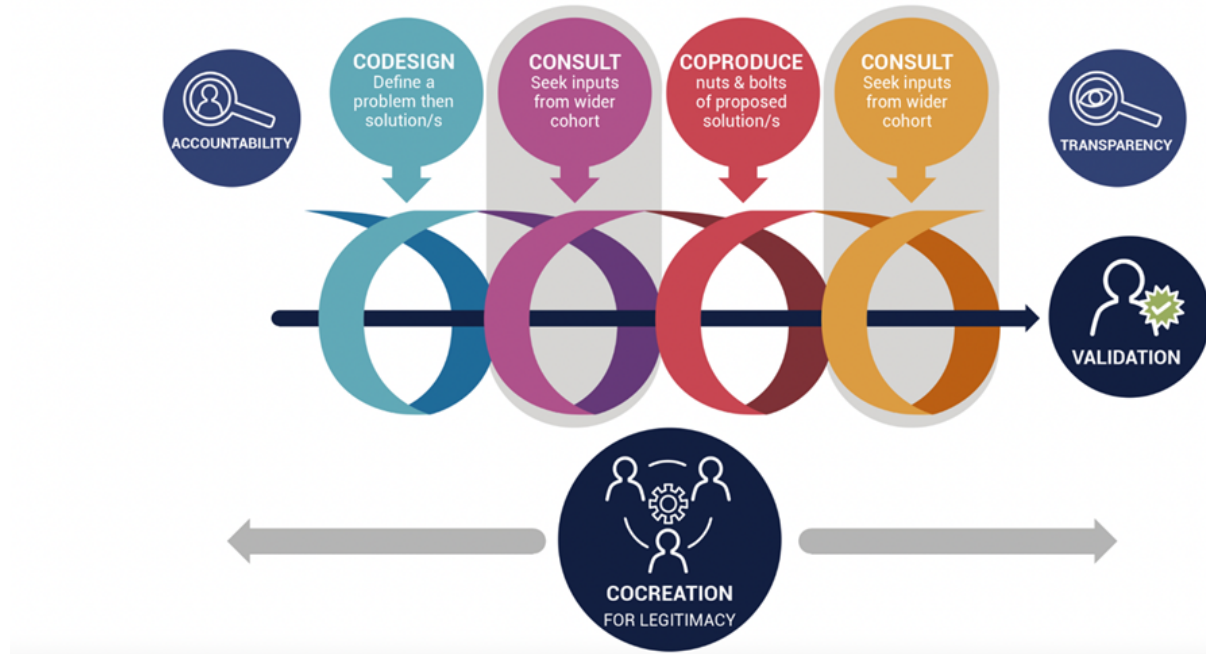 ACCOUNTABILITY
CODESIGN
Define a
problem then
solution/s
CONSULT
Seek inputs
from wider
cohort
COPRODUCE
nuts & bolts
of proposed
solution/s
CONSULT
Seek inputs
from wider
cohort
TRANSPARENCY
VALIDATION
COCREATION
FOR LEGITIMACY